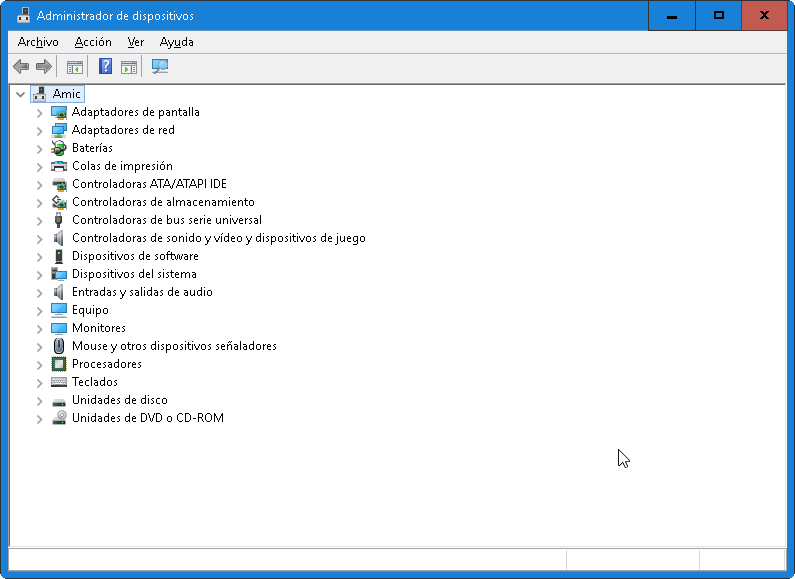 Administrador de dispositivos
Archivo Acción Ver Ayuda
Amic
Adaptadores de pantalla
Adaptadores de red
Baterías
Colas de impresión
Controladoras ATA/ATAPI IDE
Controladoras de almacenamiento
Controladoras de bus serie universal
Controladoras de sonido y vídeo y dispositivos de juego
Dispositivos de software
Dispositivos del sistema
Entradas y salidas de audio
Equipo
Monitores
Mouse y otros dispositivos señaladores
Procesadores
Teclados
Unidades de disco
Unidades de DVD o CD-ROM